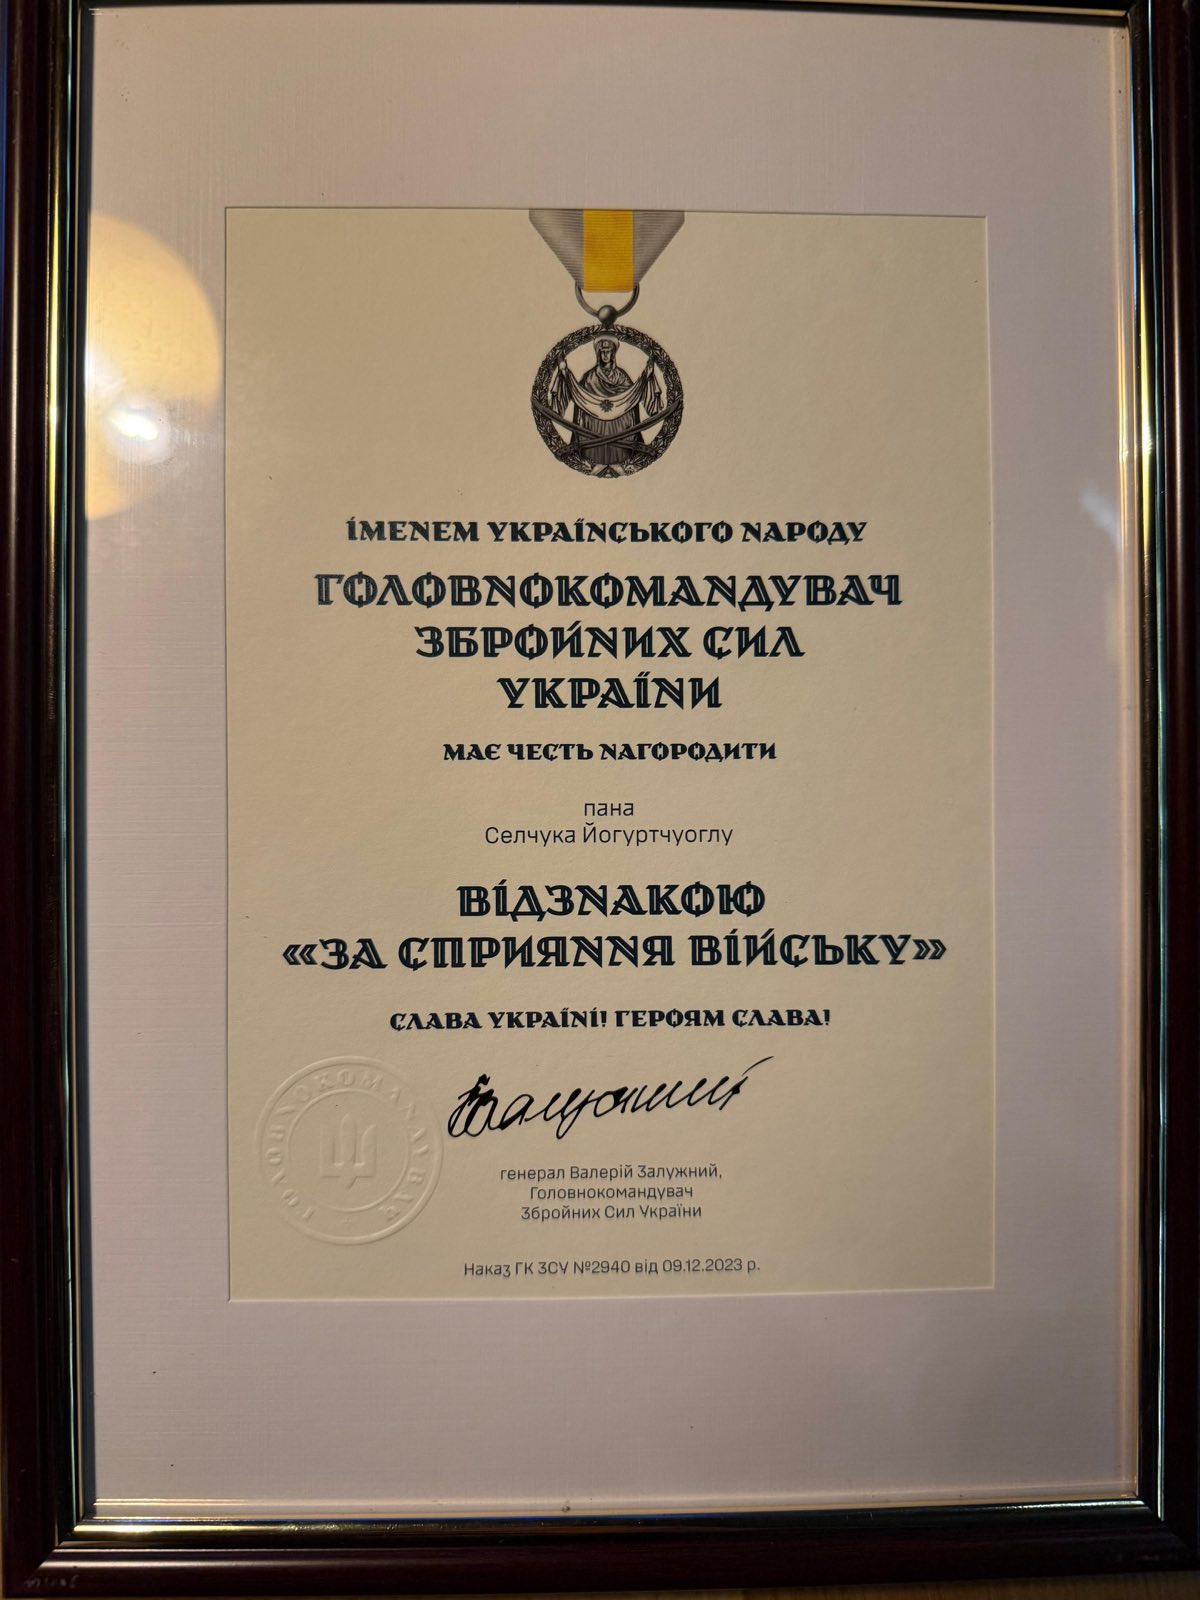 ІМЕНЕМ УКРАЇНСЬКОГО НАРОДУ
ГОЛОВНОКОМАНДУВАЧ
ЗБРОЙНИХ СИЛ
УКРАЇНИ
МАЄ ЧЕСТЬ НАГОРОДИТИ
пана
Селчука Йогуртчуоглу
ВІДЗНАКОЮ
«ЗА СПРИЯННЯ ВІЙСЬКУ»
СЛАВА УКРАЇНІ! ГЕРОЯМ СЛАВА!
ГОЛОВНОКОМАНДУВАЧ
генерал Валерій Залужний,
Головнокомандувач
Збройних Сил України
Наказ ГК ЗСУ №2940 від 09.12.2023 р.